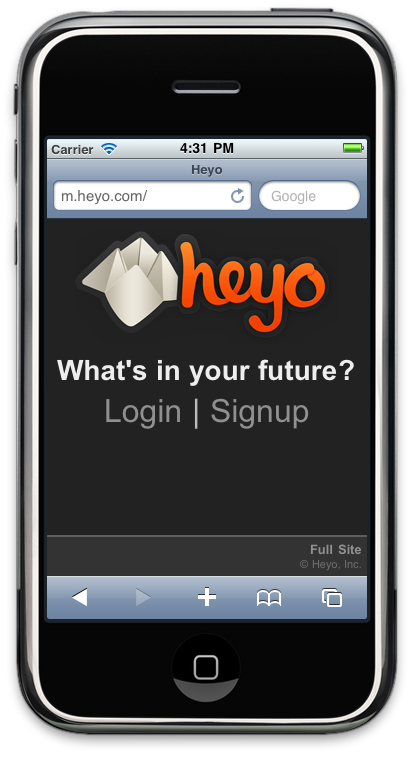 Carrier 4:31 PM
Heyo
m.heyo.com/ Google
heyo
What's in your future?
Login | Signup
Full Site
© Heyo, Inc.